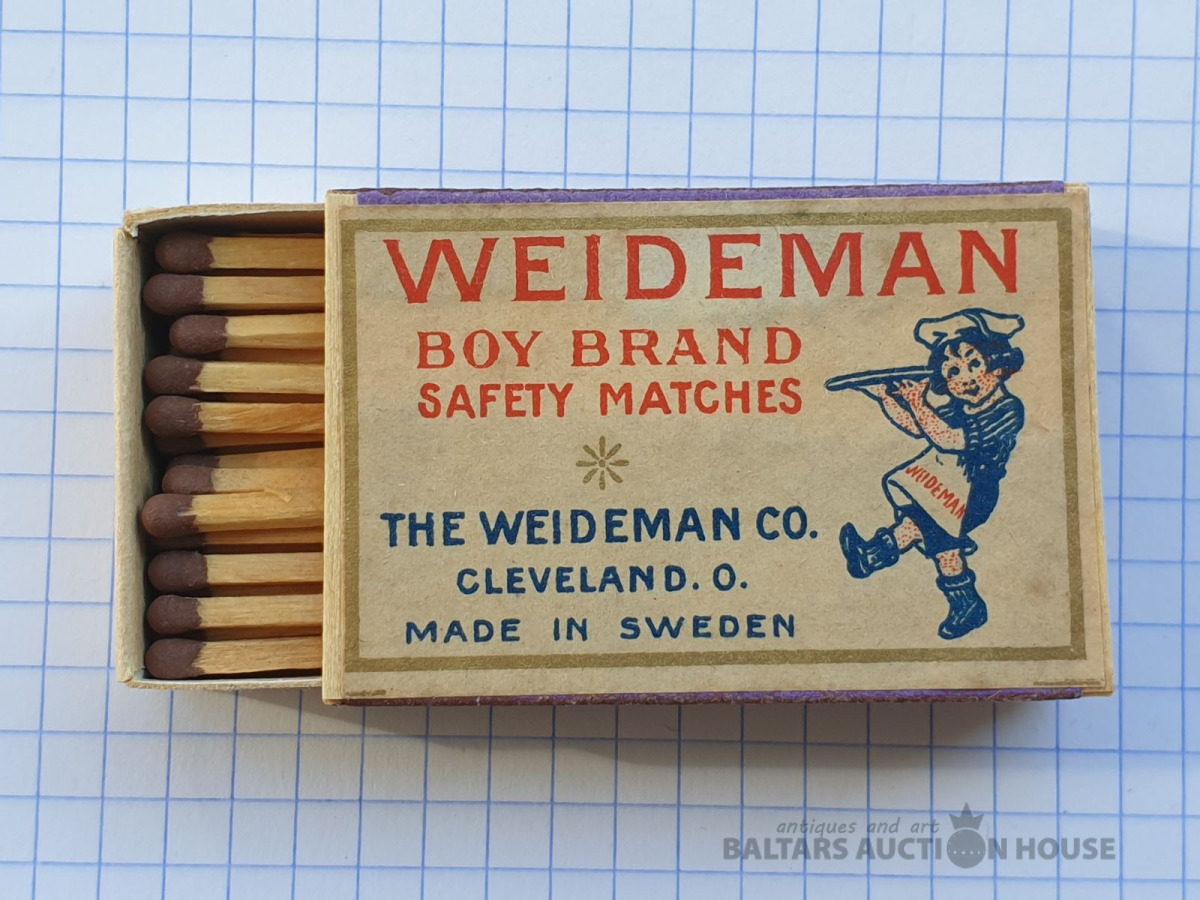 WEIDEMAN
BOY BRAND
SAFETY MATCHES
WEIDEMAN
THE WEIDEMAN CO.
CLEVELAND. O.
MADE IN SWEDEN
antiques and art
BALTARS AUCTION HOUSE